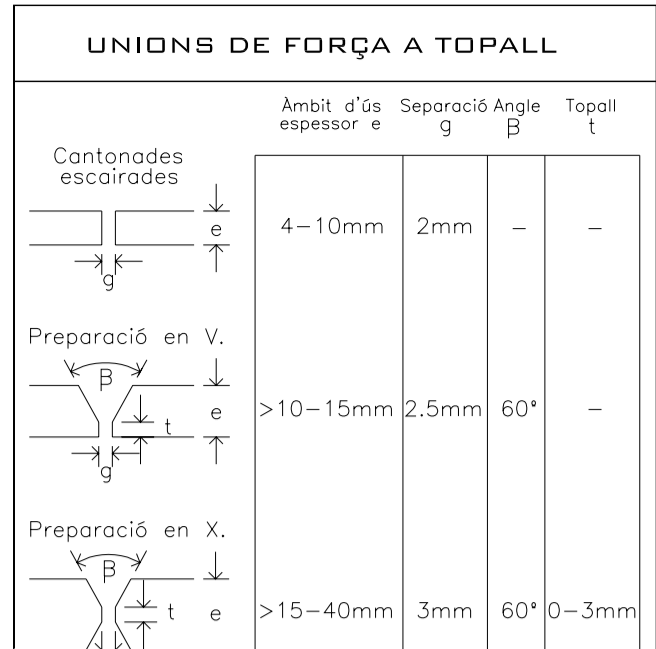 UNIONS DE FORÇA A TOPALL
Àmbit d'ús Separació Angle Topall
espessor e g β t
Cantonades
escairades
e
g
4-10mm 2mm - -
Preparació en V.
β
t
e
g
>10-15mm 2.5mm 60° -
Preparació en X.
β
t
e
>15-40mm 3mm 60° 0-3mm